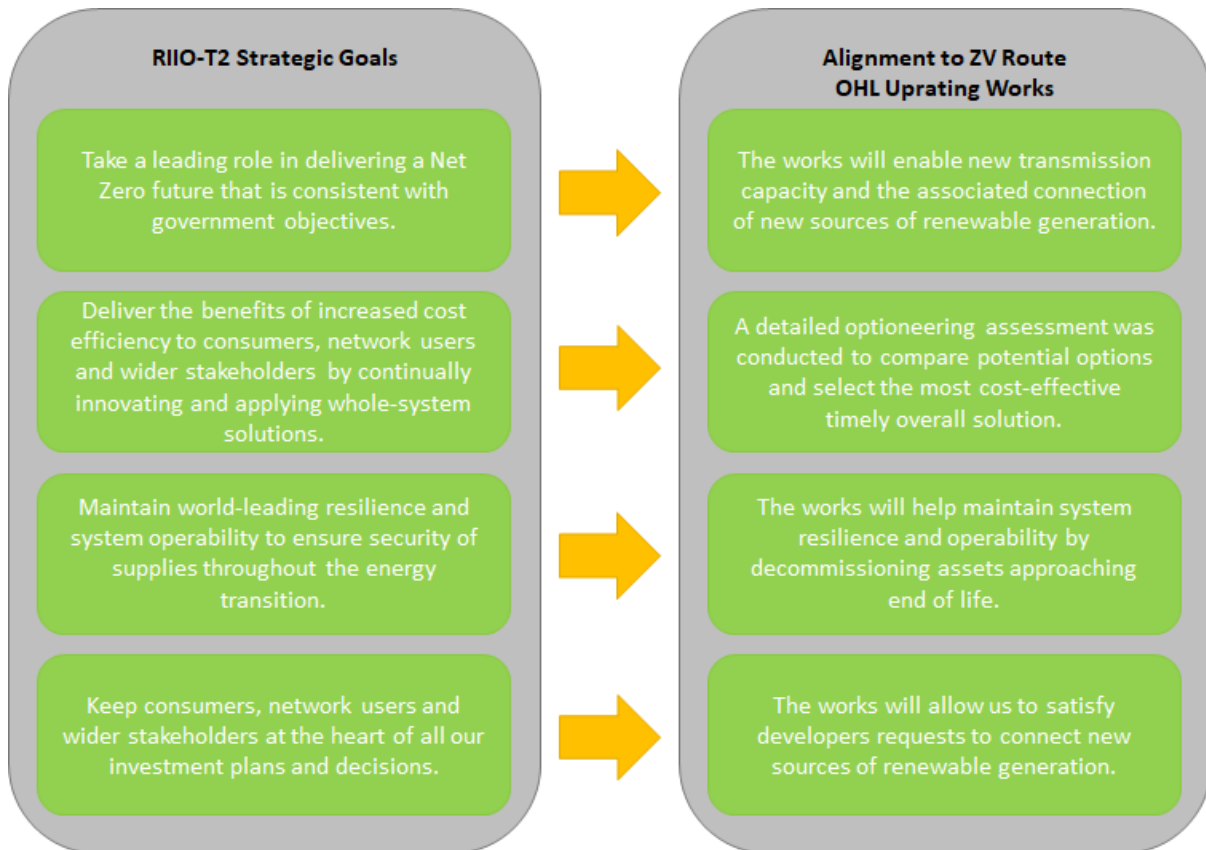 RIIO-T2 Strategic Goals
Take a leading role in delivering a Net
Zero future that is consistent with
government objectives.
Deliver the benefits of increased cost
efficiency to consumers, network users
and wider stakeholders by continually
innovating and applying whole-system
solutions.
Maintain world-leading resilience and
system operability to ensure security of
supplies throughout the energy
transition.
Keep consumers, network users and
wider stakeholders at the heart of all our
investment plans and decisions.
Alignment to ZV Route
OHL Uprating Works
The works will enable new transmission
capacity and the associated connection
of new sources of renewable generation.
A detailed optioneering assessment was
conducted to compare potential options
and select the most cost-effective
timely overall solution.
The works will help maintain system
resilience and operability by
decommissioning assets approaching
end of life.
The works will allow us to satisfy
developers requests to connect new
sources of renewable generation.